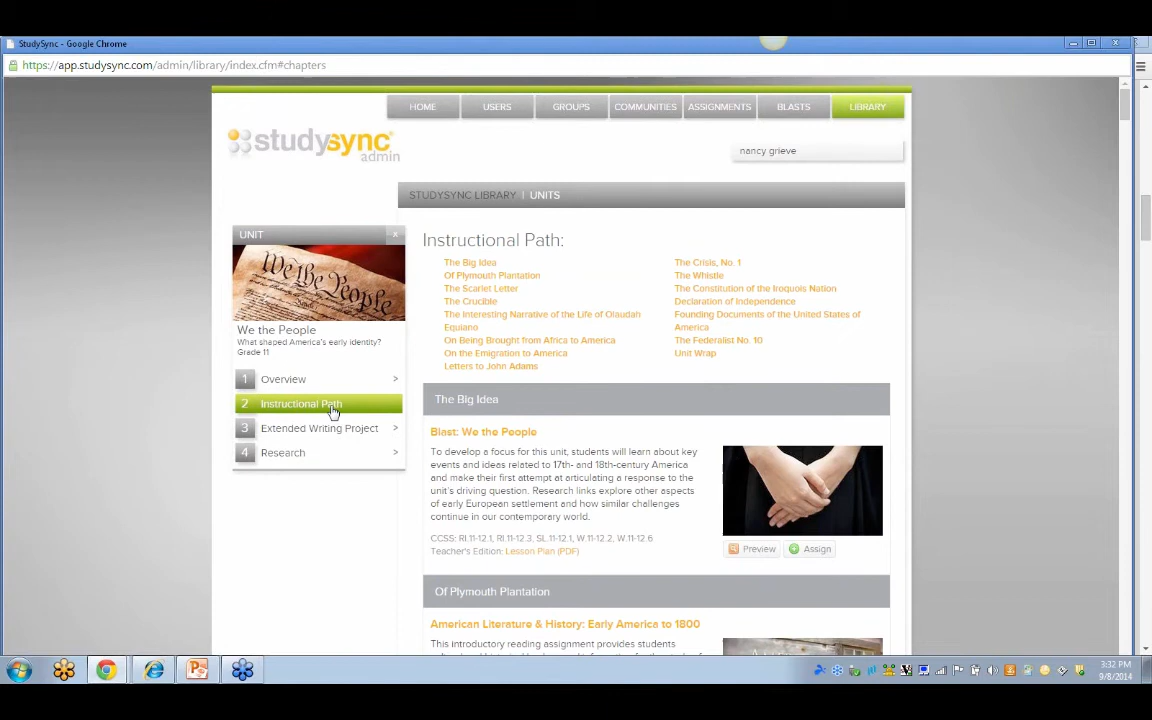 StudySync - Google Chrome
https://app.studysync.com/admin/library/index.cfm#chapters
HOME
USERS
GROUPS
COMMUNITIES
ASSIGNMENTS
BLASTS
LIBRARY
studysync
admin
nancy grieve
STUDYSYNC LIBRARY | UNITS
UNIT
x
We the People
We the People
What shaped America's early identity?
Grade 11
1 Overview >
2 Instructional Path
3 Extended Writing Project >
4 Research >
Instructional Path:
The Big Idea
Of Plymouth Plantation
The Scarlet Letter
The Crucible
The Interesting Narrative of the Life of Olaudah
Equiano
On Being Brought from Africa to America
On the Emigration to America
Letters to John Adams
The Crisis, No. 1
The Whistle
The Constitution of the Iroquois Nation
Declaration of Independence
Founding Documents of the United States of
America
The Federalist No. 10
Unit Wrap
The Big Idea
Blast: We the People
To develop a focus for this unit, students will learn about key
events and ideas related to 17th- and 18th-century America
and make their first attempt at articulating a response to the
unit's driving question. Research links explore other aspects
of early European settlement and how similar challenges
continue in our contemporary world.
CCSS: RI.11-12.1, RI.11-12.3, SL.11-12.1, W.11-12.2, W.11-12.6
Teacher's Edition: Lesson Plan (PDF)
Preview
Assign
Of Plymouth Plantation
American Literature & History: Early America to 1800
This introductory reading assignment provides students
3:32 PM
9/8/2014